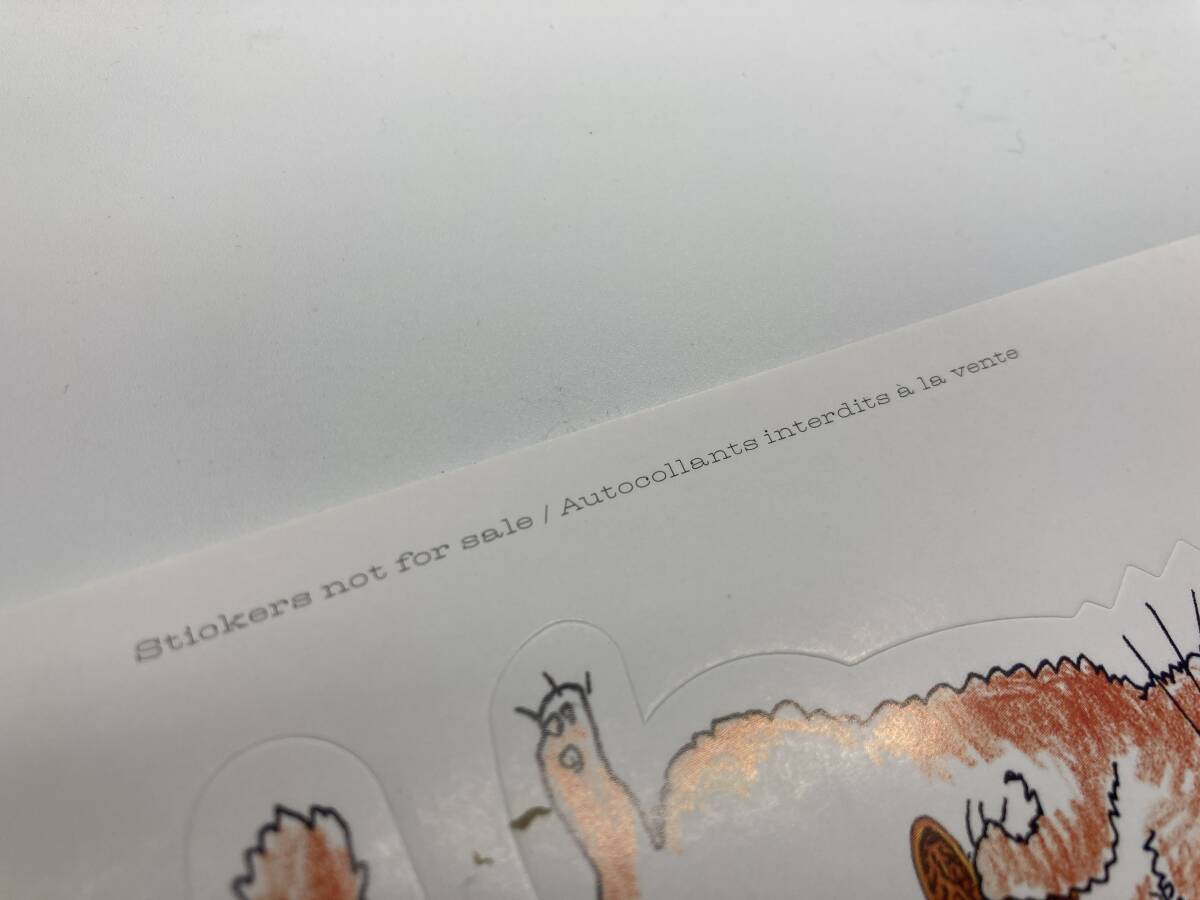 Stickers not for sale / Autocollants interdits à la vente